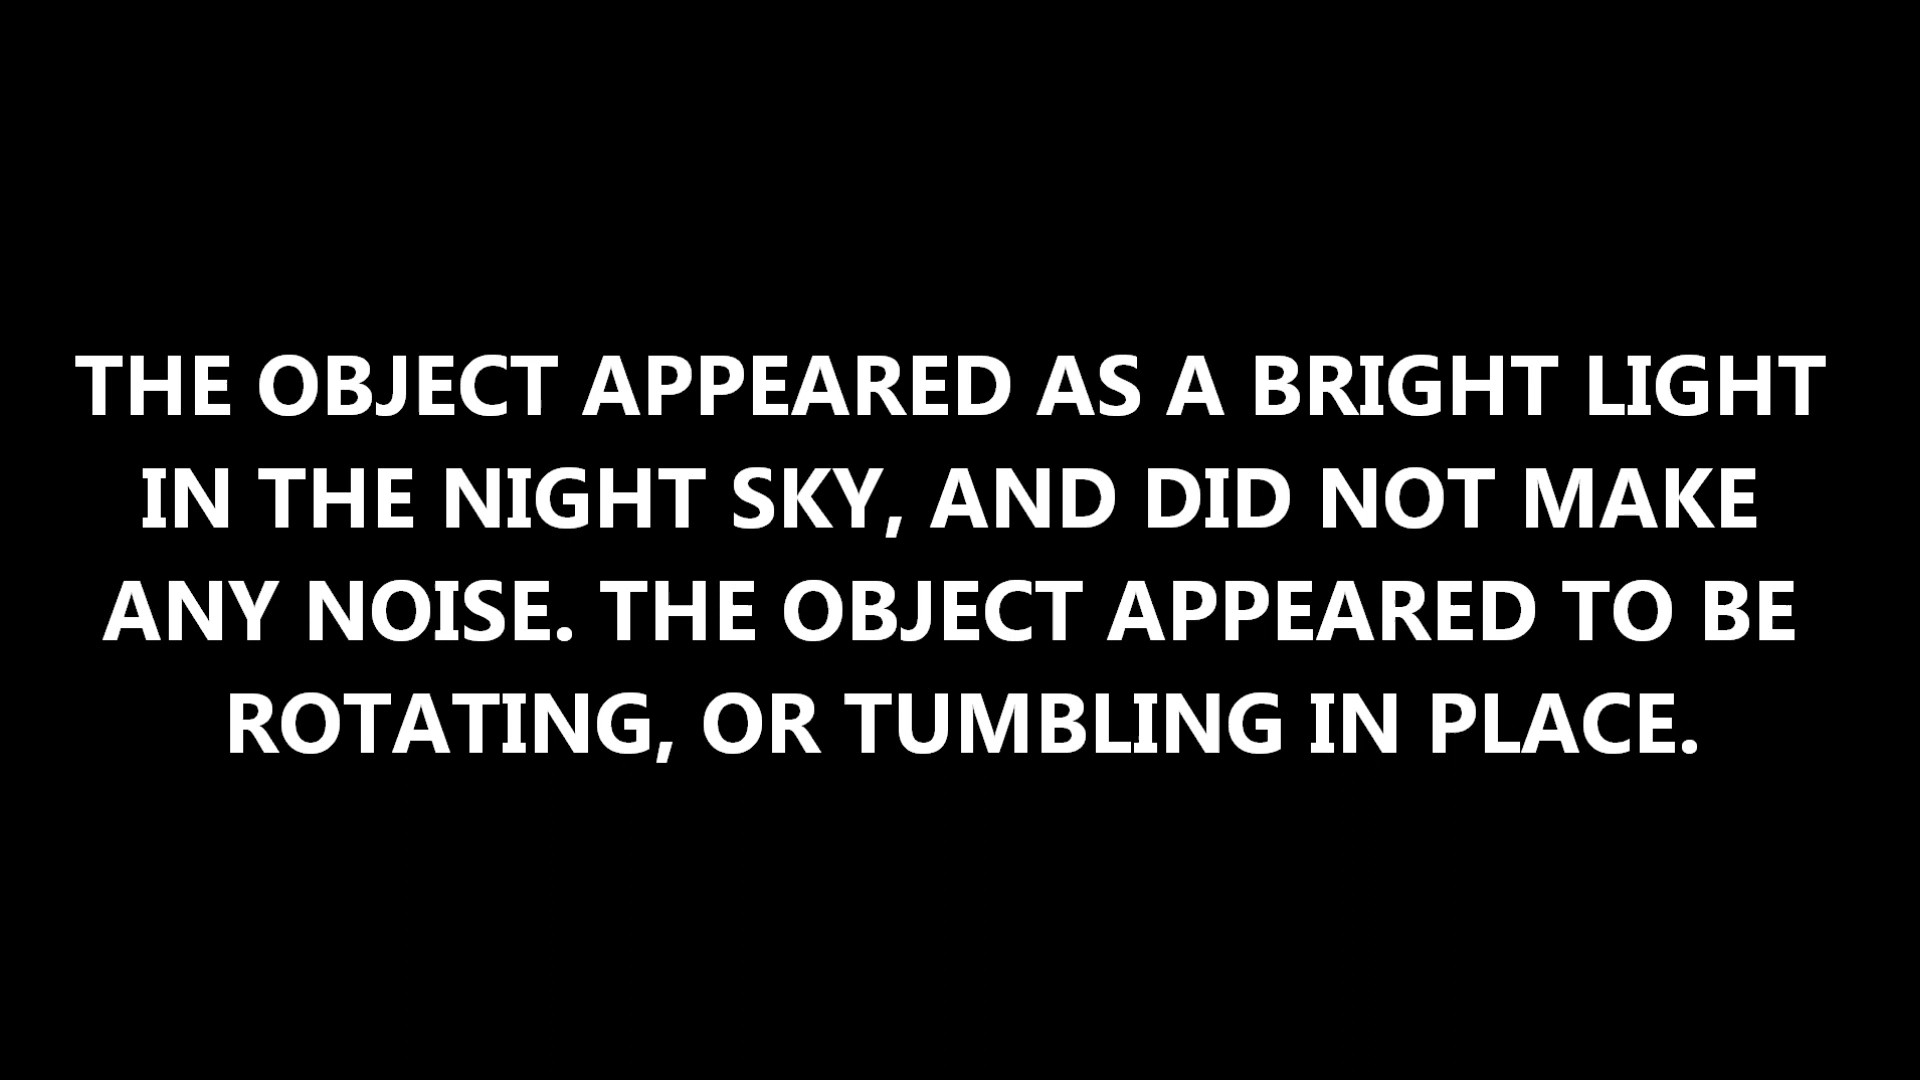 THE OBJECT APPEARED AS A BRIGHT LIGHT
IN THE NIGHT SKY, AND DID NOT MAKE
ANY NOISE. THE OBJECT APPEARED TO BE
ROTATING, OR TUMBLING IN PLACE.